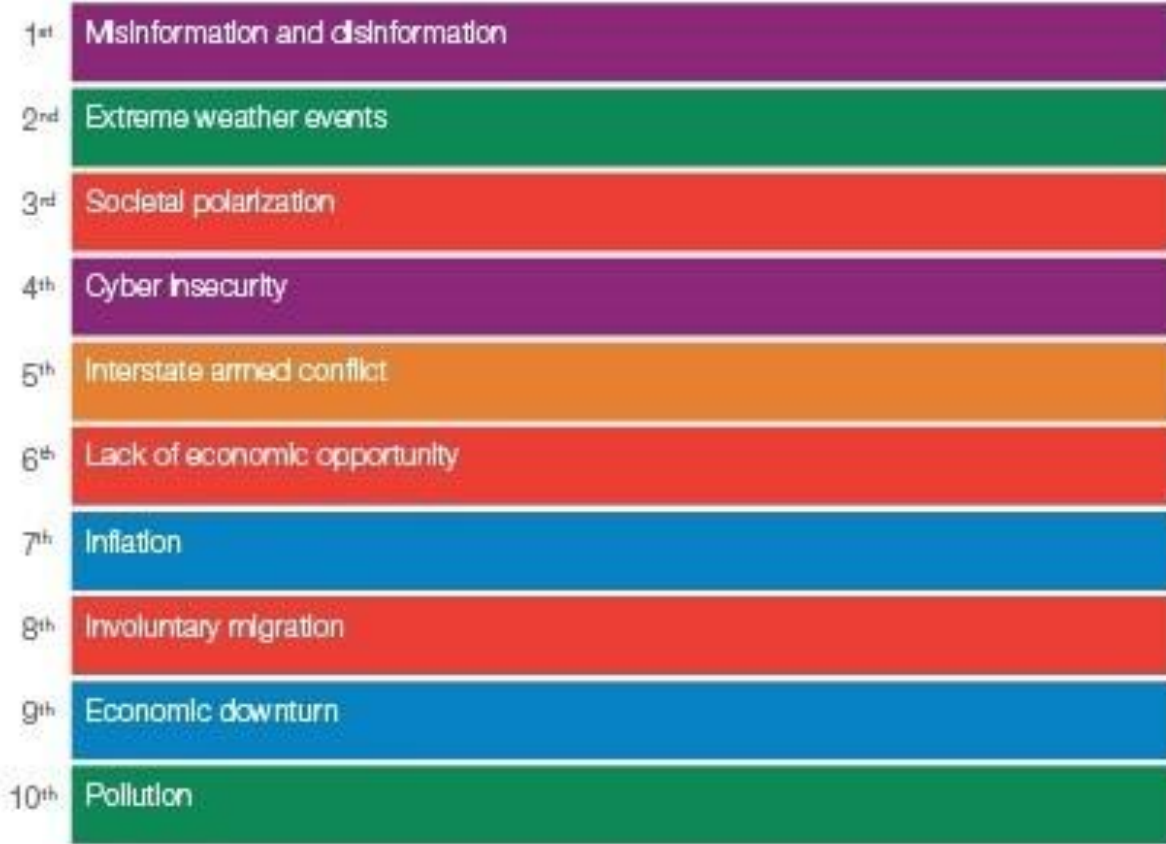 1st Misinformation and disinformation
2nd Extreme weather events
3rd Societal polarization
4th Cyber insecurity
5th Interstate armed conflict
6th Lack of economic opportunity
7th Inflation
8th Involuntary migration
9th Economic downturn
10th Pollution